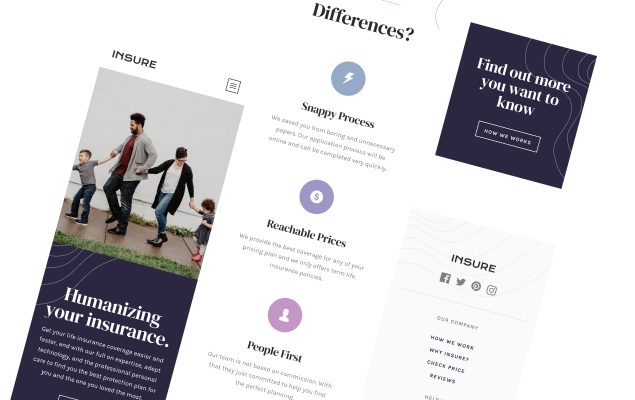 INSURE
Humanizing
your insurance.
Get your life insurance coverage easier and
faster, and with our full on expertise, adept
technology, and the professional personal
care to find you the best protection plan for
you and the one you loved the most.
Differences?
Snappy Process
We saved you from boring and unnecessary
papers. Our application process will be
online and can be completed very quickly.
Reachable Prices
We provide the best coverage for any of your
pricing plan and we only offers term life
insurance policies.
People First
Our team is not based on commission. With
that they just committed to help you find
the perfect planning.
Find out more
you want to
know
HOW WE WORKS
INSURE
OUR COMPANY
HOW WE WORK
WHY INSURE?
CHECK PRICE
REVIEWS